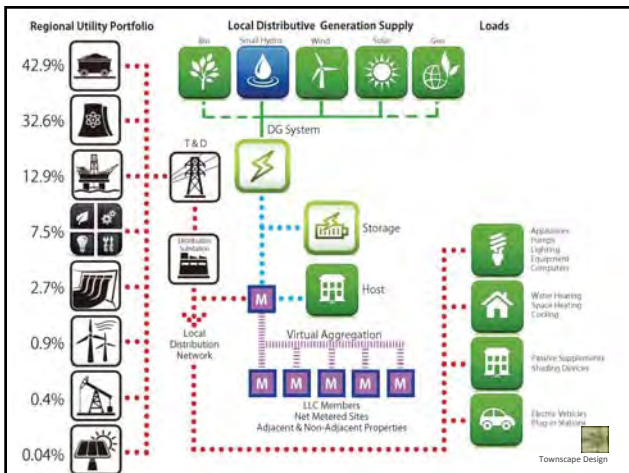 Regional Utility Portfolio
42.9%
32.6%
12.9%
7.5%
2.7%
0.9%
0.4%
0.04%
Local Distributive Generation Supply
Bio
Small Hydro
Wind
Solar
Geo
DG System
T & D
Distribution
Substation
Local
Distribution
Network
Storage
Host
M
Virtual Aggregation
M M M M M
LLC Members
Net Metered Sites
Adjacent & Non-Adjacent Properties
Loads
Appliances
Pumps
Lighting
Equipment
Computers
Water Heating
Space Heating
Cooling
Passive Supplements
Shading Devices
Electric Vehicles
Plug-in Stations
Townscape Design